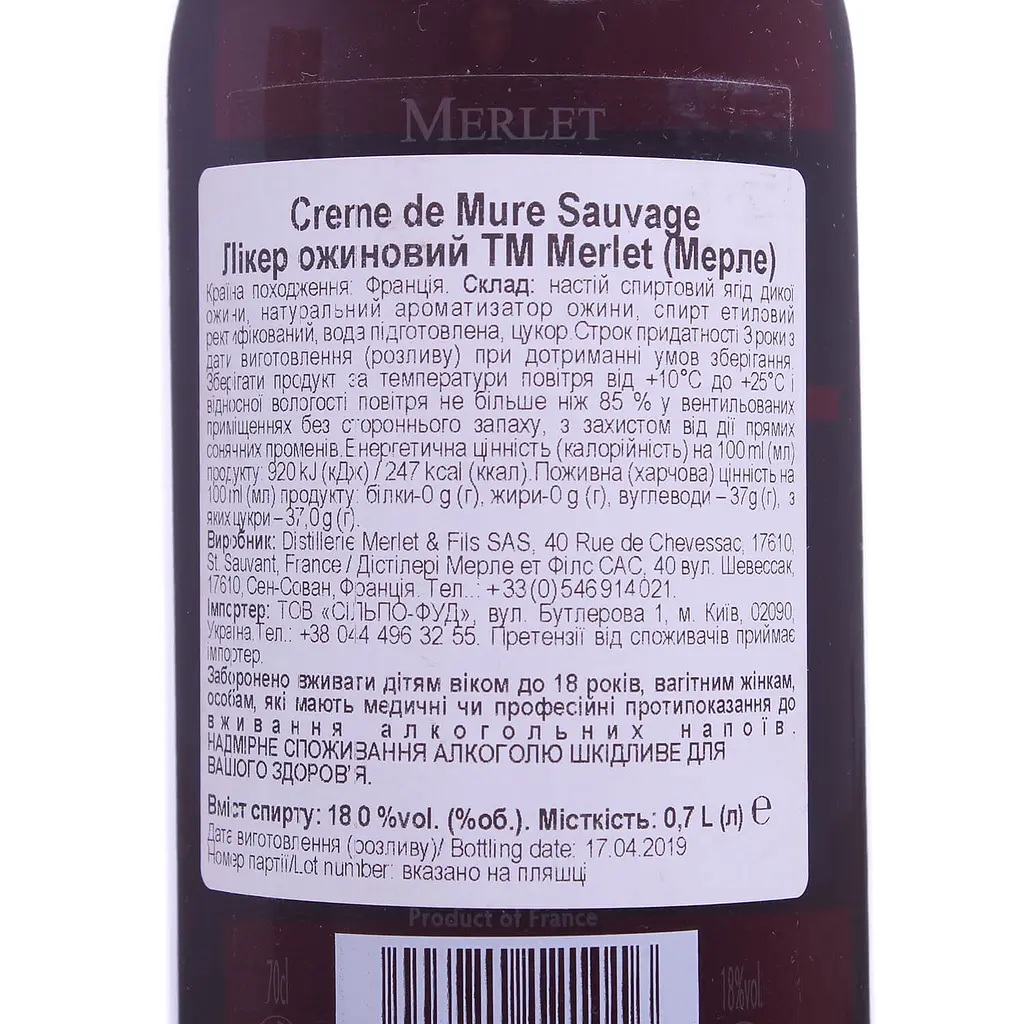 MERLET
Creme de Mure Sauvage
Лікер ожиновий ТМ Merlet (Мерле)
Країна походження: Франція. Склад: настій спиртовий ягід дикої
ожини, натуральний ароматизатор ожини, спирт етиловий
ректифікований, вода підготовлена, цукор.Строк придатності 3 роки з
дати виготовлення (розливу) при дотриманні умов зберігання.
Зберігати продукт за температури повітря від +10°С до +25°С і
відносної вологості повітря не більше ніж 85 % у вентильованих
приміщеннях без стороннього запаху, з захистом від дії прямих
сонячних променів.Енергетична цінність (калорійність) на 100 ml (мл)
продукту: 920 kJ (кДж) / 247 kcal (ккал).Поживна (харчова) цінність на
100 ml (мл) продукту: білки-0 g (г), жири-0 g (г), вуглеводи – 37g (г), з
яких цукри – 37,0 g (г).
Виробник: Distillerie Merlet & Fils SAS, 40 Rue de Chevessac, 17610,
St. Sauvant, France / Дістілері Мерле ет Філс САС, 40 вул. Шевессак,
17610, Сен-Сован, Франція. Тел..: +33 (0) 546 914 021.
Імпортер: ТОВ «СІЛЬПО-ФУД», вул. Бутлерова 1, м. Київ, 02090,
Україна.Тел.: +38 044 496 32 55. Претензії від споживачів приймає
імпортер.
Заборонено вживати дітям віком до 18 років, вагітним жінкам,
особам, які мають медичні чи професійні протипоказання до
вживання алкогольних напоїв.
НАДМІРНЕ СПОЖИВАННЯ АЛКОГОЛЮ ШКІДЛИВЕ ДЛЯ
ВАШОГО ЗДОРОВ'Я.
Вміст спирту: 18.0 %vol. (%об.). Місткість: 0,7 L (л) ℮
Дата виготовлення (розливу)/ Bottling date: 17.04.2019
Номер партії/Lot number: вказано на пляшці
Product of France
70cl
18%vol.